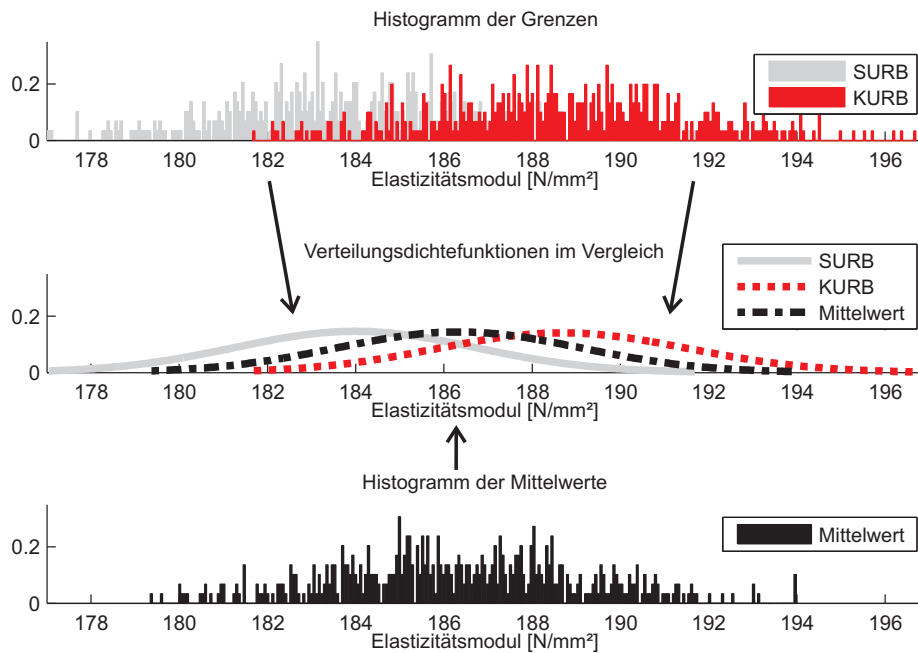 Histogramm der Grenzen
0.2
0
SURB
KURB
178 180 182 184 186 188 190 192 194 196
Elastizitätsmodul [N/mm²]
Verteilungsdichtefunktionen im Vergleich
0.2
0
SURB
KURB
Mittelwert
178 180 182 184 186 188 190 192 194 196
Elastizitätsmodul [N/mm²]
Histogramm der Mittelwerte
0.2
0
Mittelwert
178 180 182 184 186 188 190 192 194 196
Elastizitätsmodul [N/mm²]